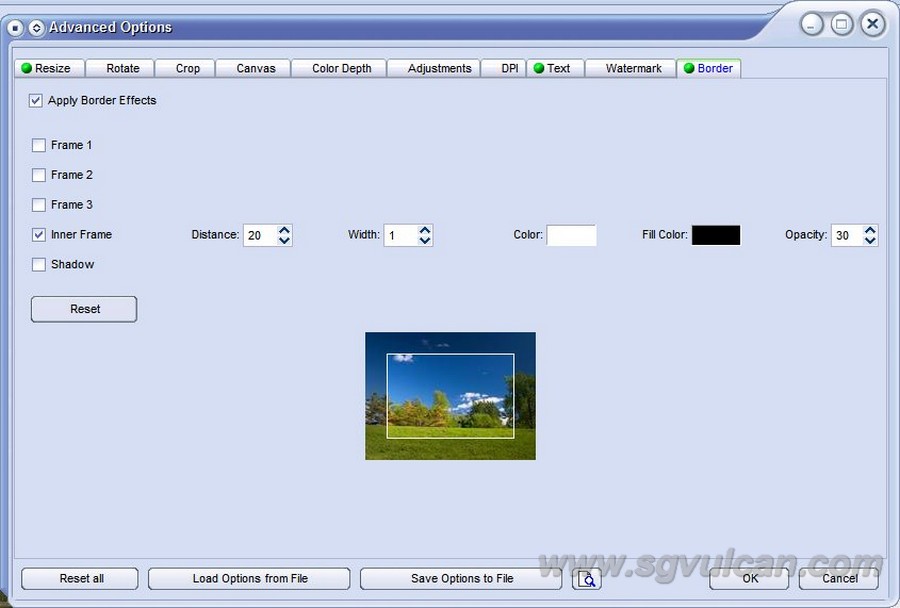 Advanced Options
Resize Rotate Crop Canvas Color Depth Adjustments DPI Text Watermark Border
Apply Border Effects
Frame 1
Frame 2
Frame 3
Inner Frame Distance: 20 Width: 1 Color: Fill Color: Opacity: 30
Shadow
Reset
www.sgvulcan.com
Reset all Load Options from File Save Options to File OK Cancel